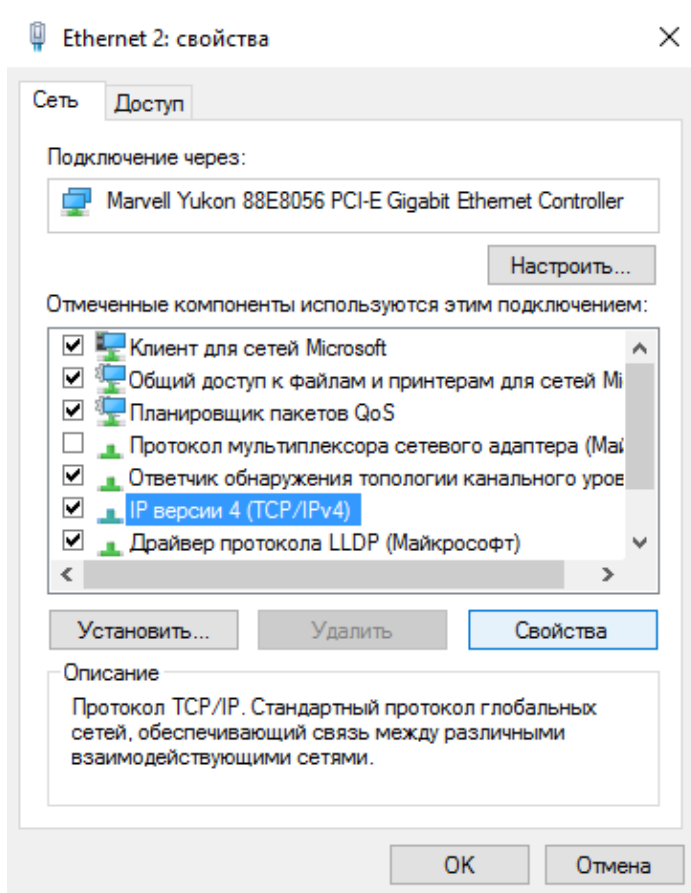 Ethernet 2: свойства
Сеть
Доступ
Подключение через:
Marvell Yukon 88E8056 PCI-E Gigabit Ethernet Controller
Настроить...
Отмеченные компоненты используются этим подключением:
Клиент для сетей Microsoft
Общий доступ к файлам и принтерам для сетей Mi
Планировщик пакетов QoS
Протокол мультиплексора сетевого адаптера (Май
Ответчик обнаружения топологии канального уров
IP версии 4 (TCP/IPv4)
Драйвер протокола LLDP (Майкрософт)
Установить...
Удалить
Свойства
Описание
Протокол TCP/IP. Стандартный протокол глобальных
сетей, обеспечивающий связь между различными
взаимодействующими сетями.
OK
Отмена